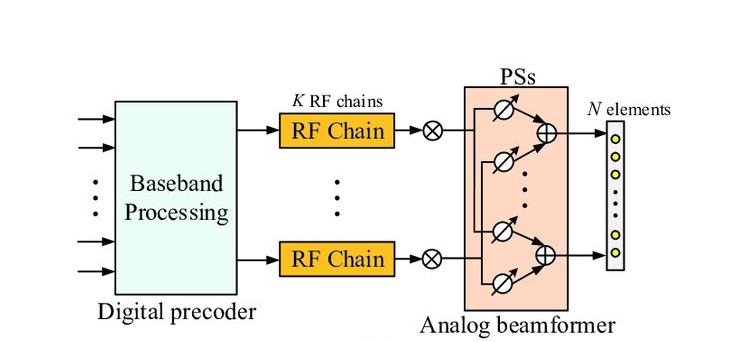 PSs
K RF chains
N elements
RF Chain
Baseband
Processing
RF Chain
Digital precoder
Analog beamformer